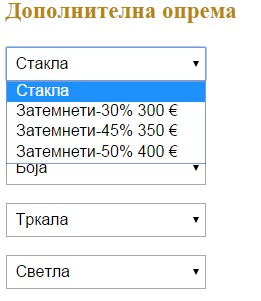 Дополнителна опрема
Стакла
Стакла
Затемнети-30% 300 €
Затемнети-45% 350 €
Затемнети-50% 400 €
Боја
Тркала
Светла